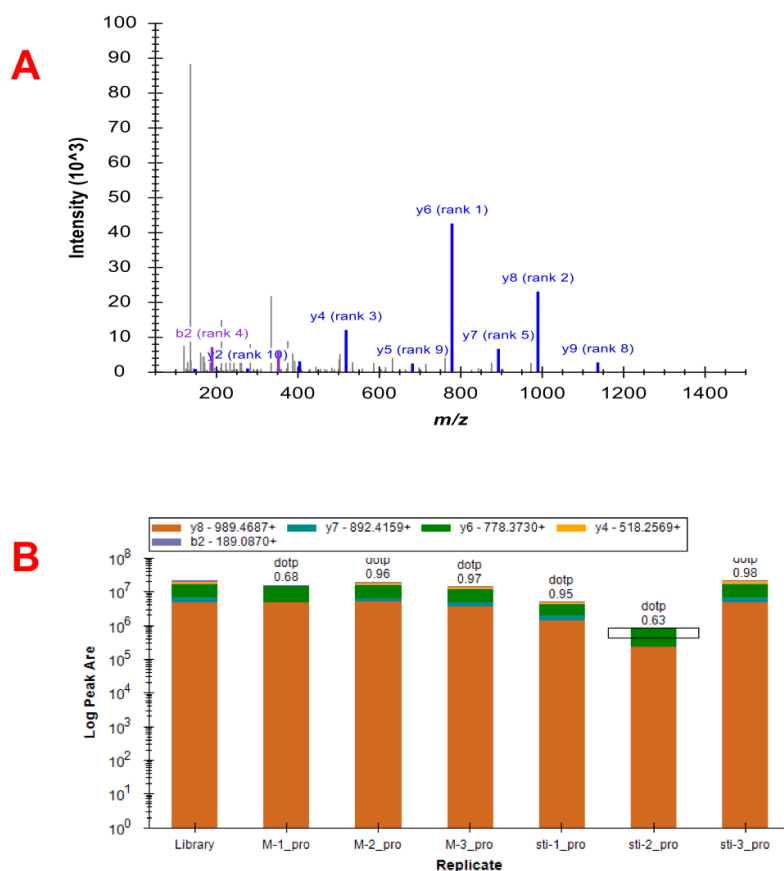 A
100
90
80
70
60
50
40
30
20
10
0
Intensity (10^3)
y6 (rank 1)
y8 (rank 2)
y4 (rank 3)
b2 (rank 4)
y7 (rank 5)
y2 (rank 10)
y5 (rank 9)
y9 (rank 8)
200 400 600 800 1000 1200 1400
m/z
B
y8 - 989.4687+ y7 - 892.4159+ y6 - 778.3730+ y4 - 518.2569+
b2 - 189.0870+
10^8
10^7
10^6
10^5
10^4
10^3
10^2
10^1
10^0
Log Peak Are
dotp
0.68
dotp
0.96
dotp
0.97
dotp
0.95
dotp
0.63
dotp
0.98
Library M-1_pro M-2_pro M-3_pro sti-1_pro sti-2_pro sti-3_pro
Replicate